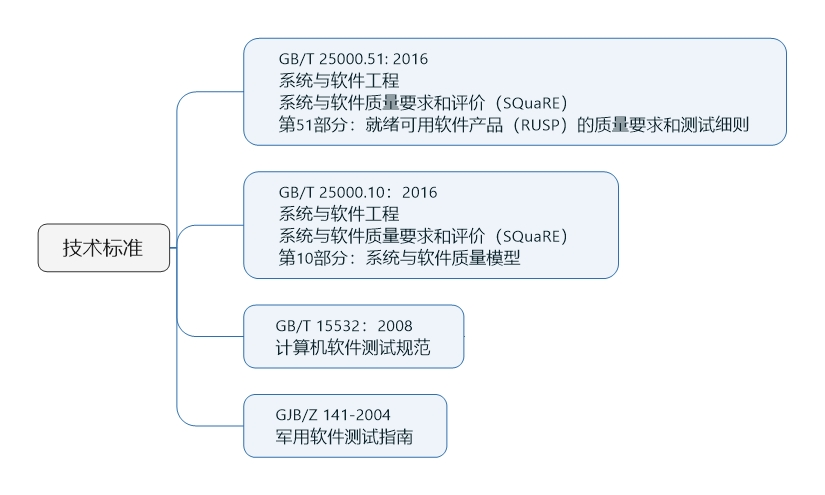 技术标准
GB/T 25000.51: 2016
系统与软件工程
系统与软件质量要求和评价（SQuaRE）
第51部分：就绪可用软件产品（RUSP）的质量要求和测试细则
GB/T 25000.10：2016
系统与软件工程
系统与软件质量要求和评价（SQuaRE）
第10部分：系统与软件质量模型
GB/T 15532：2008
计算机软件测试规范
GJB/Z 141-2004
军用软件测试指南